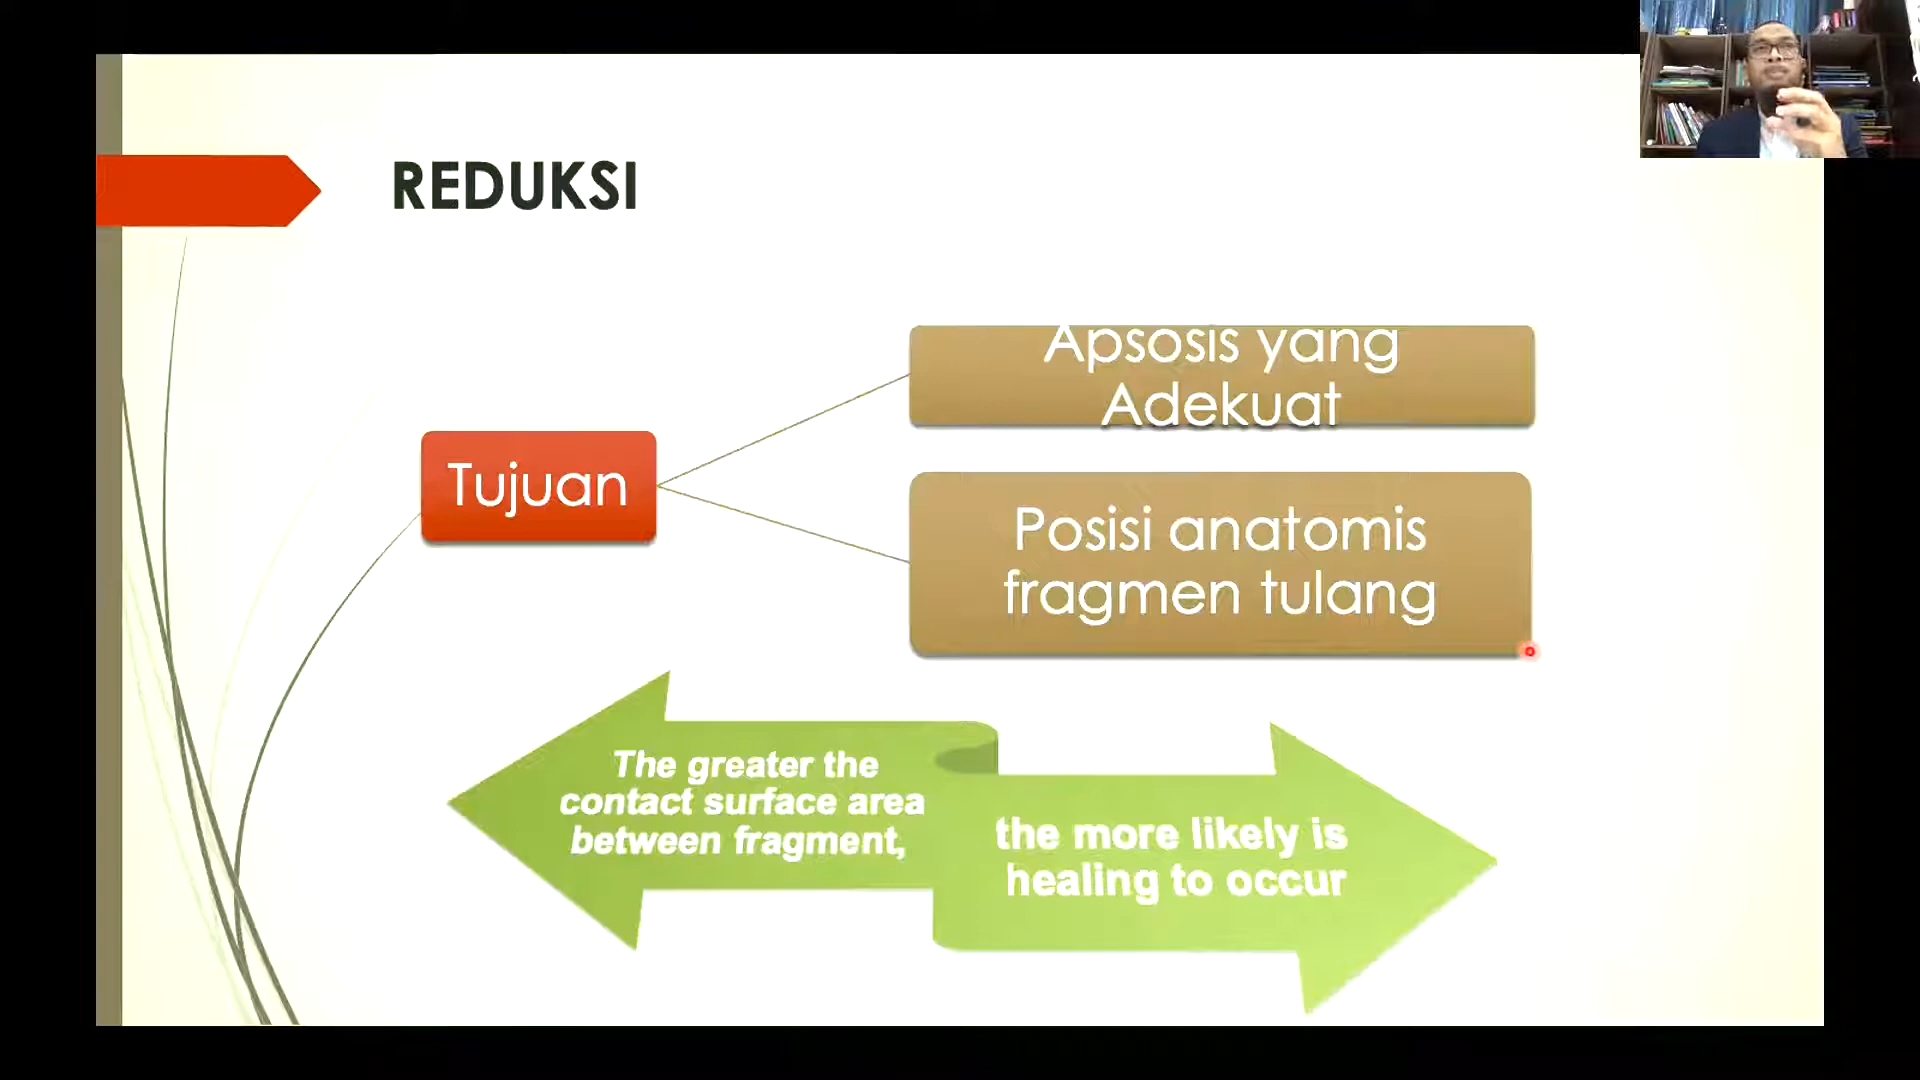 REDUKSI
Apsosis yang
Adekuat
Tujuan
Posisi anatomis
fragmen tulang
The greater the
contact surface area
between fragment,
the more likely is
healing to occur